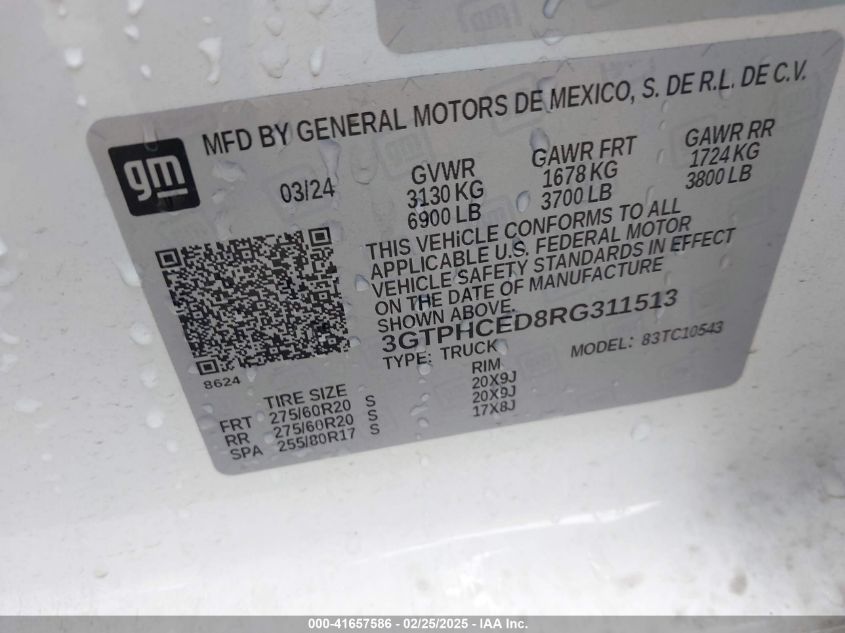 gm
MFD BY GENERAL MOTORS DE MEXICO, S. DE R.L. DE C.V.
03/24
GVWR GAWR FRT GAWR RR
3130 KG 1678 KG 1724 KG
6900 LB 3700 LB 3800 LB
THIS VEHICLE CONFORMS TO ALL
APPLICABLE U.S. FEDERAL MOTOR
VEHICLE SAFETY STANDARDS IN EFFECT
ON THE DATE OF MANUFACTURE
SHOWN ABOVE.
3GTPHCED8RG311513
TYPE: TRUCK MODEL: 83TC10543
8624
TIRE SIZE RIM
FRT 275/60R20 S 20X9J
RR 275/60R20 S 20X9J
SPA 255/80R17 S 17X8J
000-41657586 - 02/25/2025 - IAA Inc.